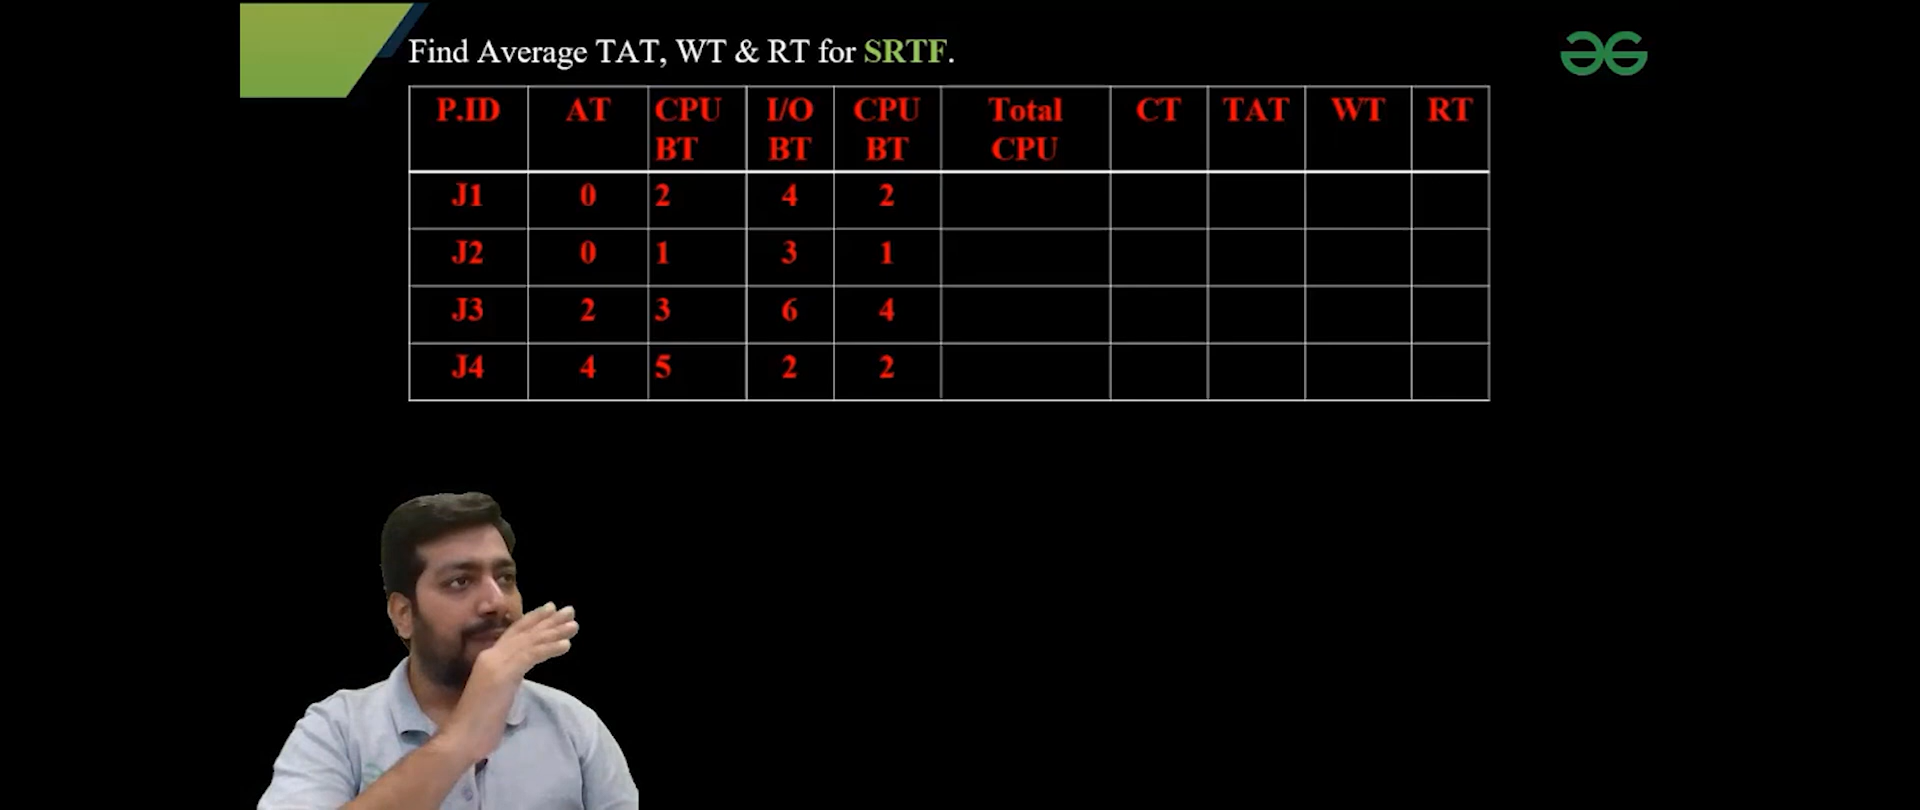 Find Average TAT, WT & RT for SRTF.
P.ID AT CPU BT I/O BT CPU BT Total CPU CT TAT WT RT
J1 0 2 4 2
J2 0 1 3 1
J3 2 3 6 4
J4 4 5 2 2